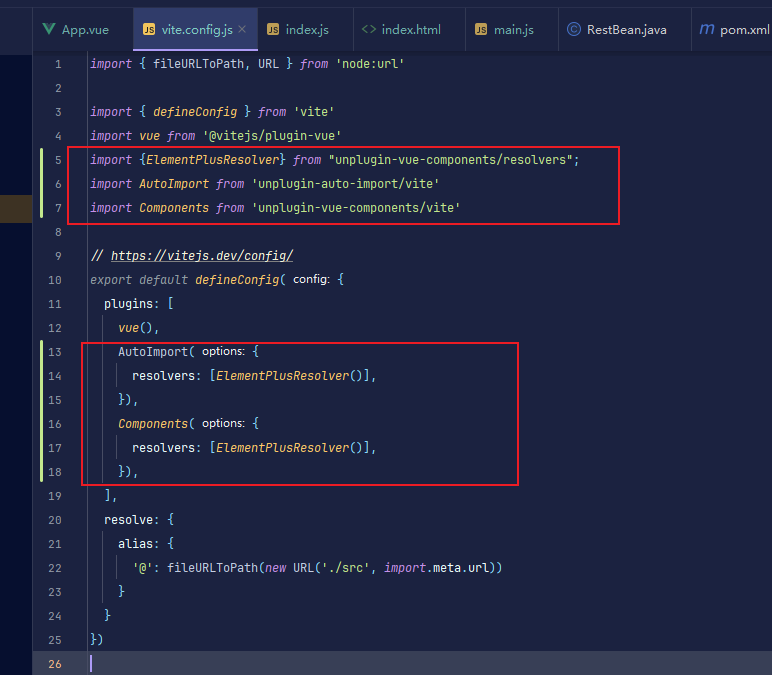 App.vue vite.config.js index.js index.html main.js RestBean.java pom.xml
1 import { fileURLToPath, URL } from 'node:url'
2
3 import { defineConfig } from 'vite'
4 import vue from '@vitejs/plugin-vue'
5 import {ElementPlusResolver} from "unplugin-vue-components/resolvers";
6 import AutoImport from 'unplugin-auto-import/vite'
7 import Components from 'unplugin-vue-components/vite'
8
9 // https://vitejs.dev/config/
10 export default defineConfig( config: {
11 plugins: [
12 vue(),
13 AutoImport( options: {
14 resolvers: [ElementPlusResolver()],
15 }),
16 Components( options: {
17 resolvers: [ElementPlusResolver()],
18 }),
19 ],
20 resolve: {
21 alias: {
22 '@': fileURLToPath(new URL('./src', import.meta.url))
23 }
24 }
25 })
26